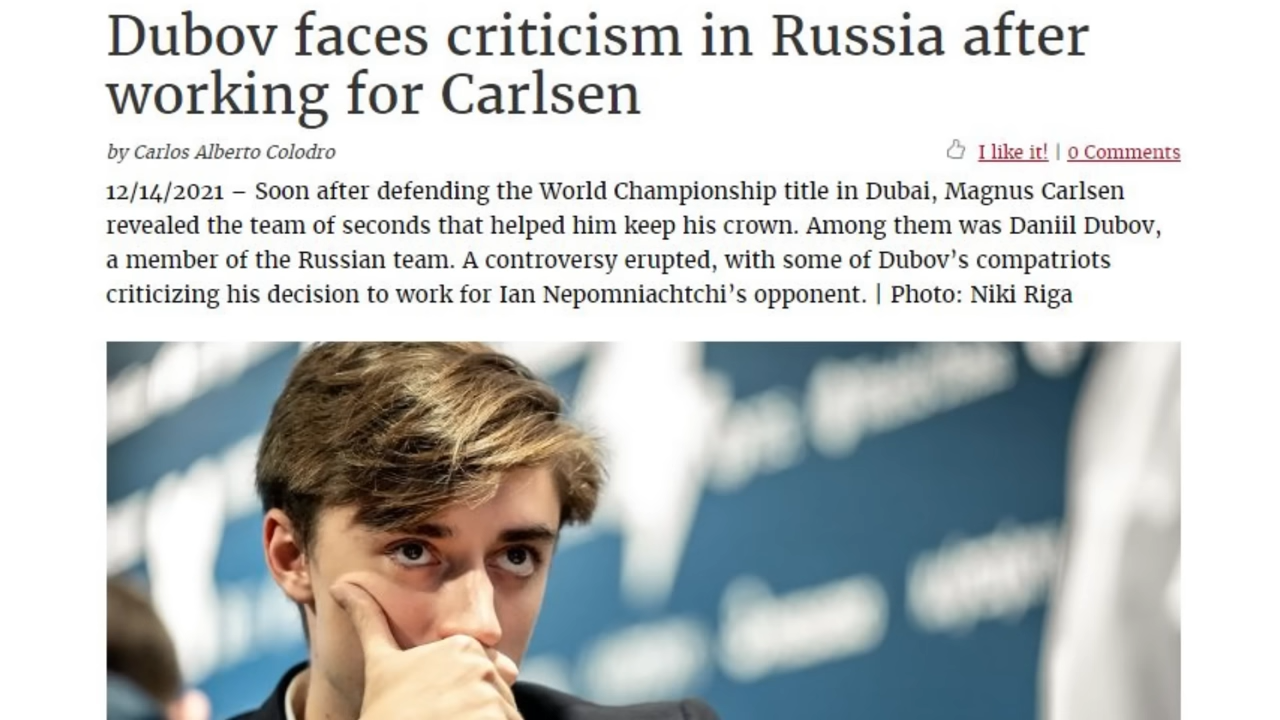 Dubov faces criticism in Russia after
working for Carlsen
by Carlos Alberto Colodro
I like it! | 0 Comments
12/14/2021 – Soon after defending the World Championship title in Dubai, Magnus Carlsen
revealed the team of seconds that helped him keep his crown. Among them was Daniil Dubov,
a member of the Russian team. A controversy erupted, with some of Dubov’s compatriots
criticizing his decision to work for Ian Nepomniachtchi’s opponent. | Photo: Niki Riga